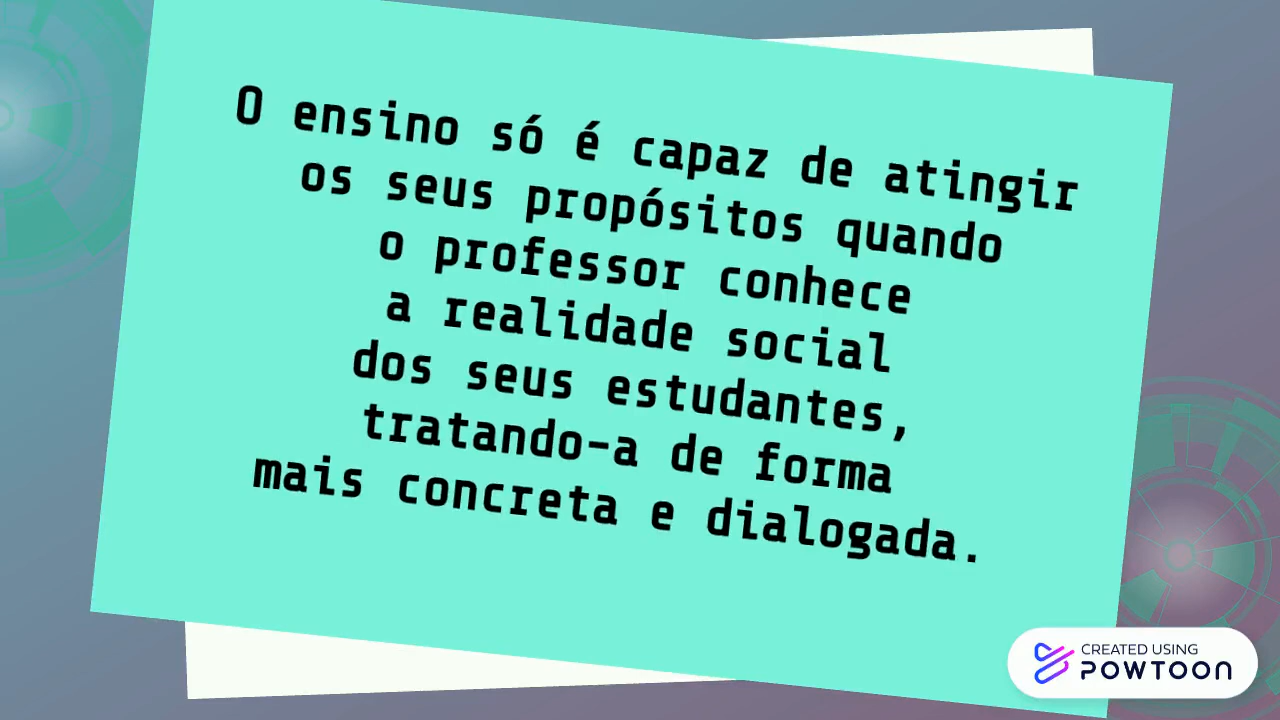 O ensino só é capaz de atingir
os seus propósitos quando
o professor conhece
a realidade social
dos seus estudantes,
tratando-a de forma
mais concreta e dialogada.
CREATED USING
POWTOON